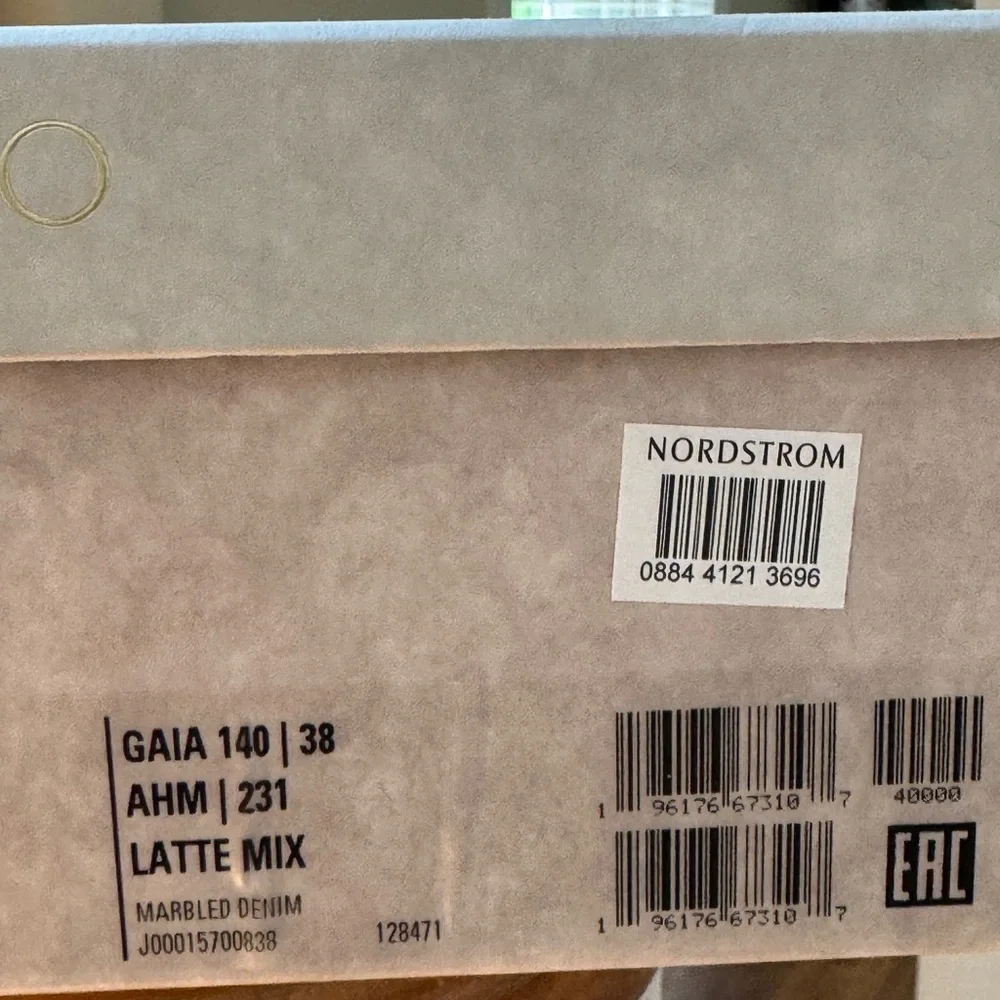 NORDSTROM
0884 4121 3696
GAIA 140 | 38
AHM | 231
LATTE MIX
MARBLED DENIM
J00015700838
128471
1 96176 67310 7
40000
1 96176 67310 7
EAC